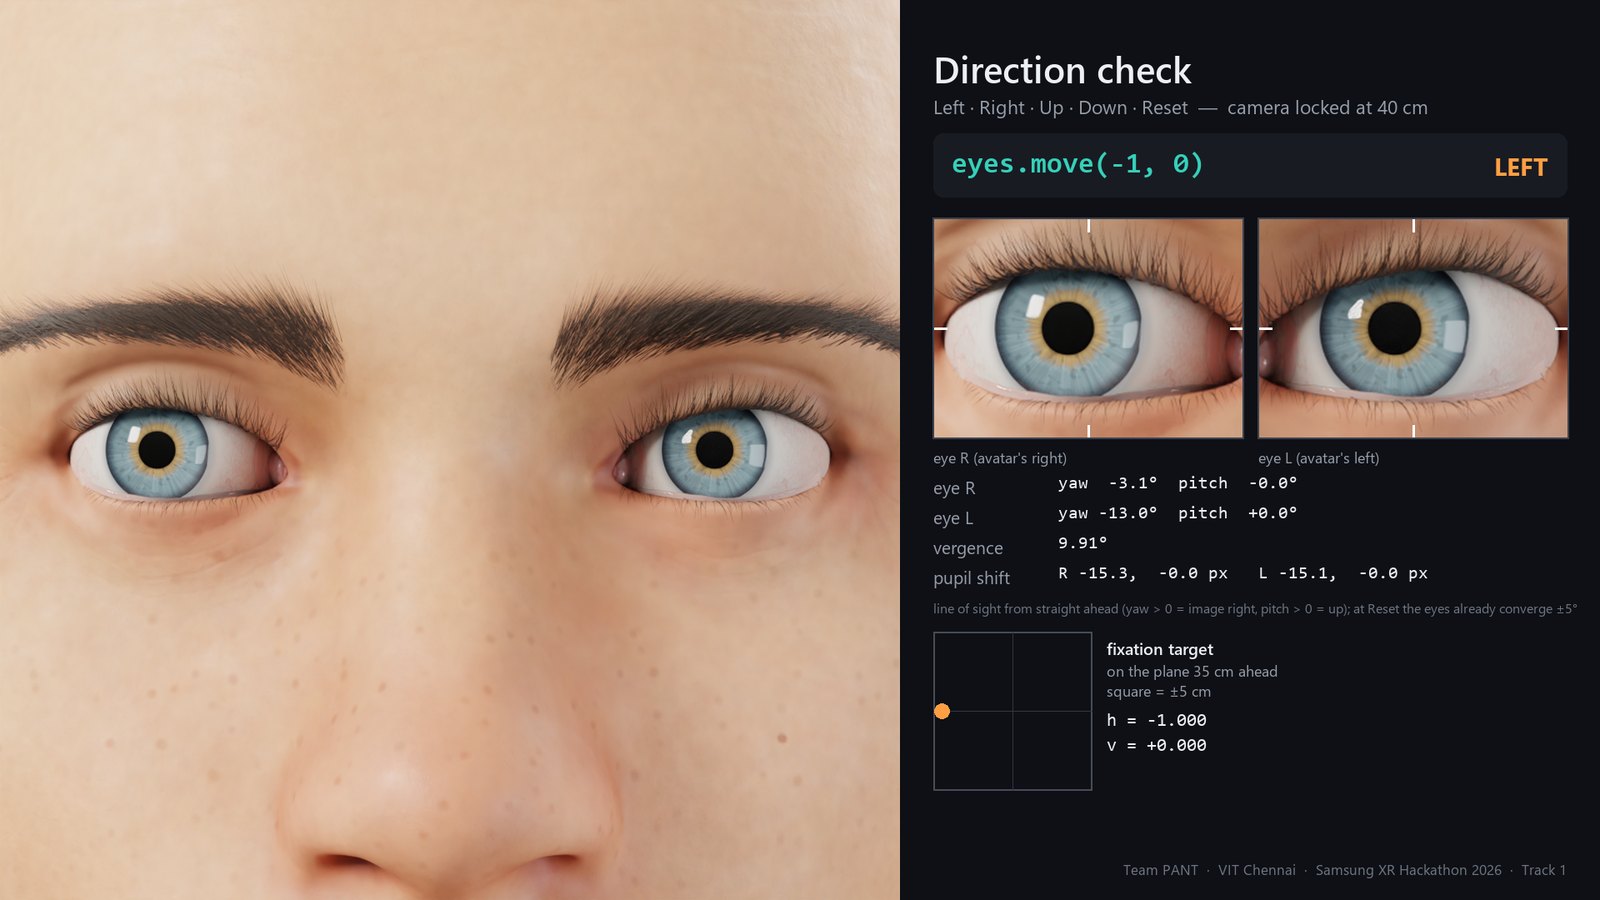 Direction check
Left · Right · Up · Down · Reset — camera locked at 40 cm
eyes.move(-1, 0) LEFT
eye R (avatar's right) eye L (avatar's left)
eye R yaw -3.1° pitch -0.0°
eye L yaw -13.0° pitch +0.0°
vergence 9.91°
pupil shift R -15.3, -0.0 px L -15.1, -0.0 px
line of sight from straight ahead (yaw > 0 = image right, pitch > 0 = up); at Reset the eyes already converge ±5°
fixation target
on the plane 35 cm ahead
square = ±5 cm
h = -1.000
v = +0.000
Team PANT · VIT Chennai · Samsung XR Hackathon 2026 · Track 1